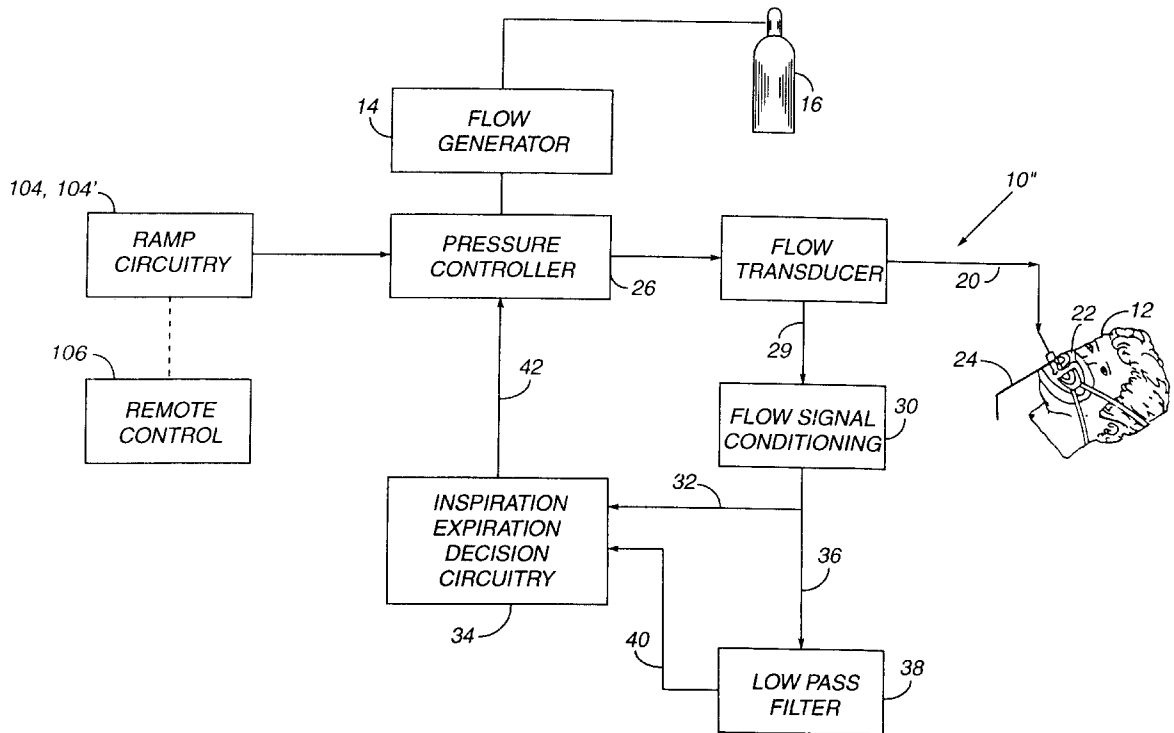 16
14
FLOW
GENERATOR
104, 104'
RAMP
CIRCUITRY
PRESSURE
CONTROLLER
26
FLOW
TRANSDUCER
10"
20
106
REMOTE
CONTROL
42
29
24
22
12
FLOW SIGNAL
CONDITIONING
30
INSPIRATION
EXPIRATION
DECISION
CIRCUITRY
32
34
36
40
LOW PASS
FILTER
38